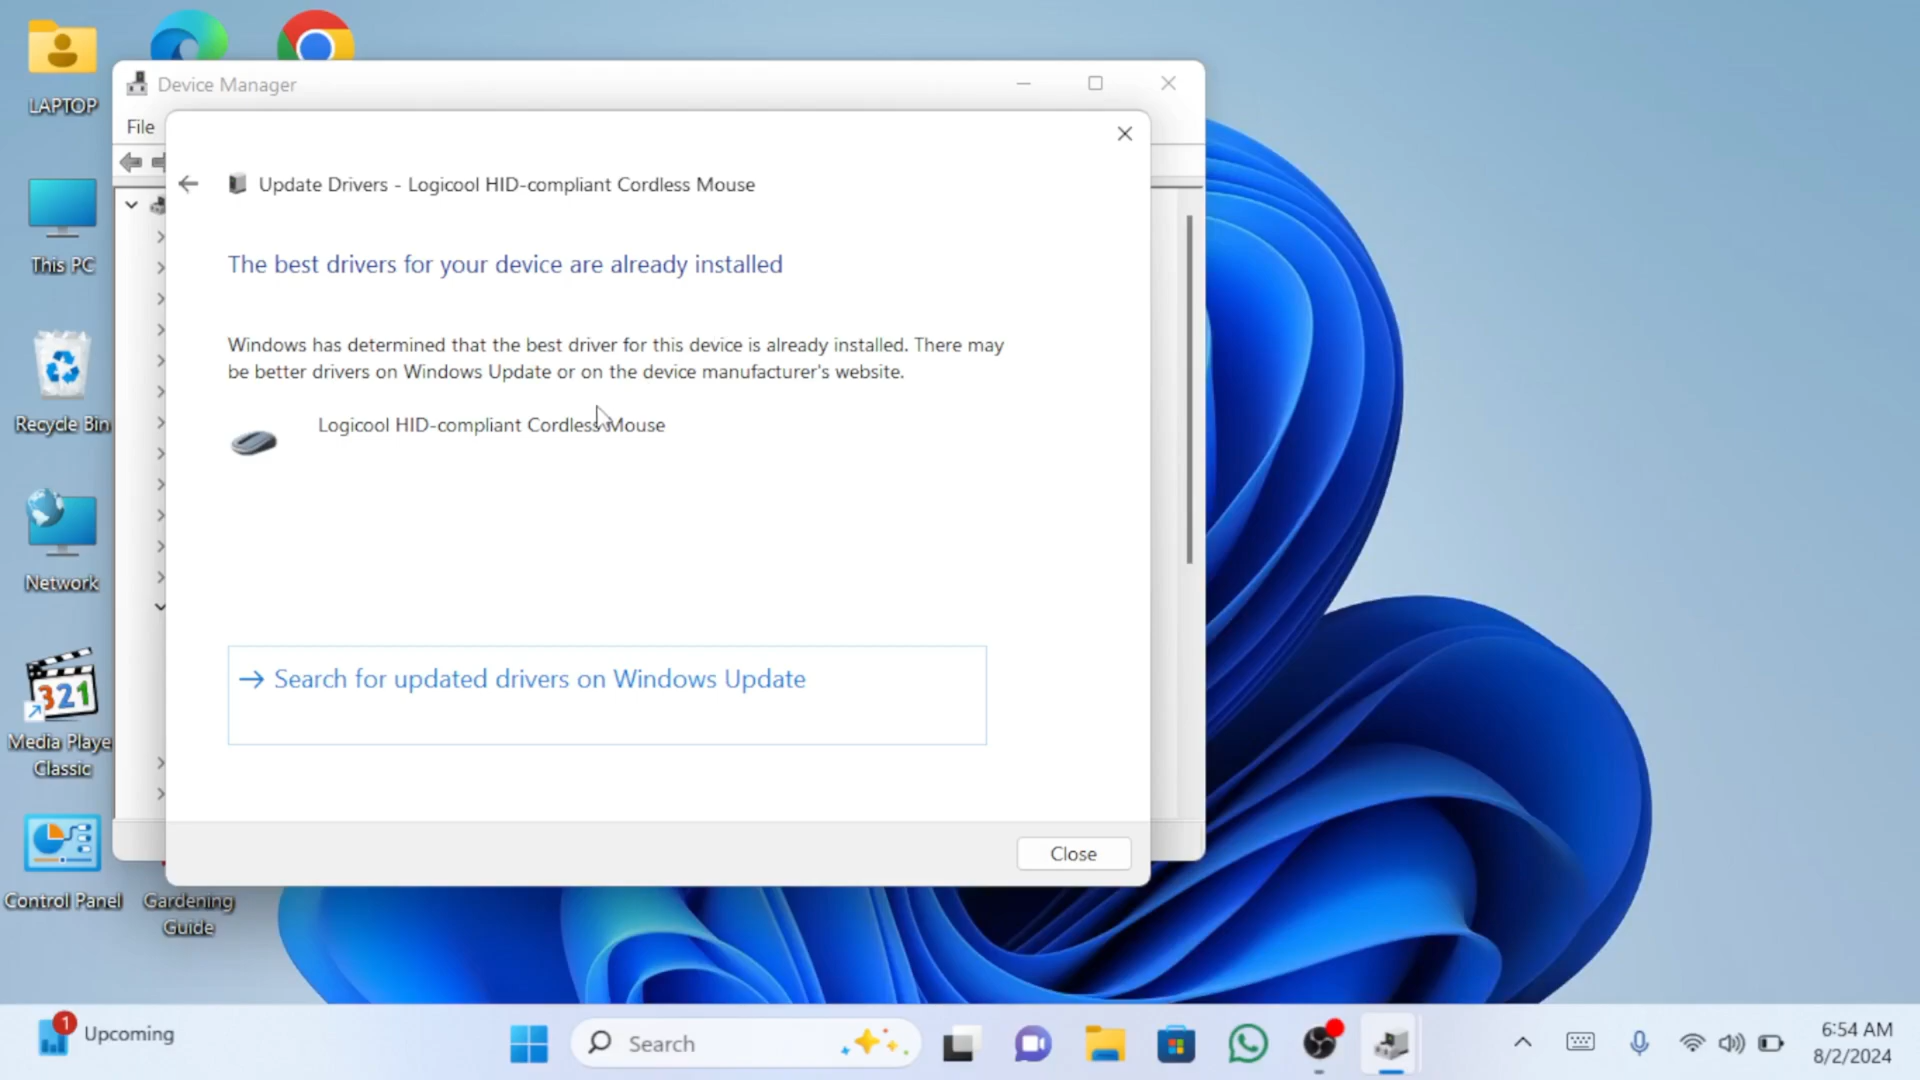 LAPTOP
This PC
Recycle Bin
Network
321
Media Playe
Classic
Control Panel
Gardening
Guide
Device Manager
File
Update Drivers - Logicool HID-compliant Cordless Mouse
The best drivers for your device are already installed
Windows has determined that the best driver for this device is already installed. There may
be better drivers on Windows Update or on the device manufacturer's website.
Logicool HID-compliant Cordless Mouse
Search for updated drivers on Windows Update
Close
1
Upcoming
Search
6:54 AM
8/2/2024